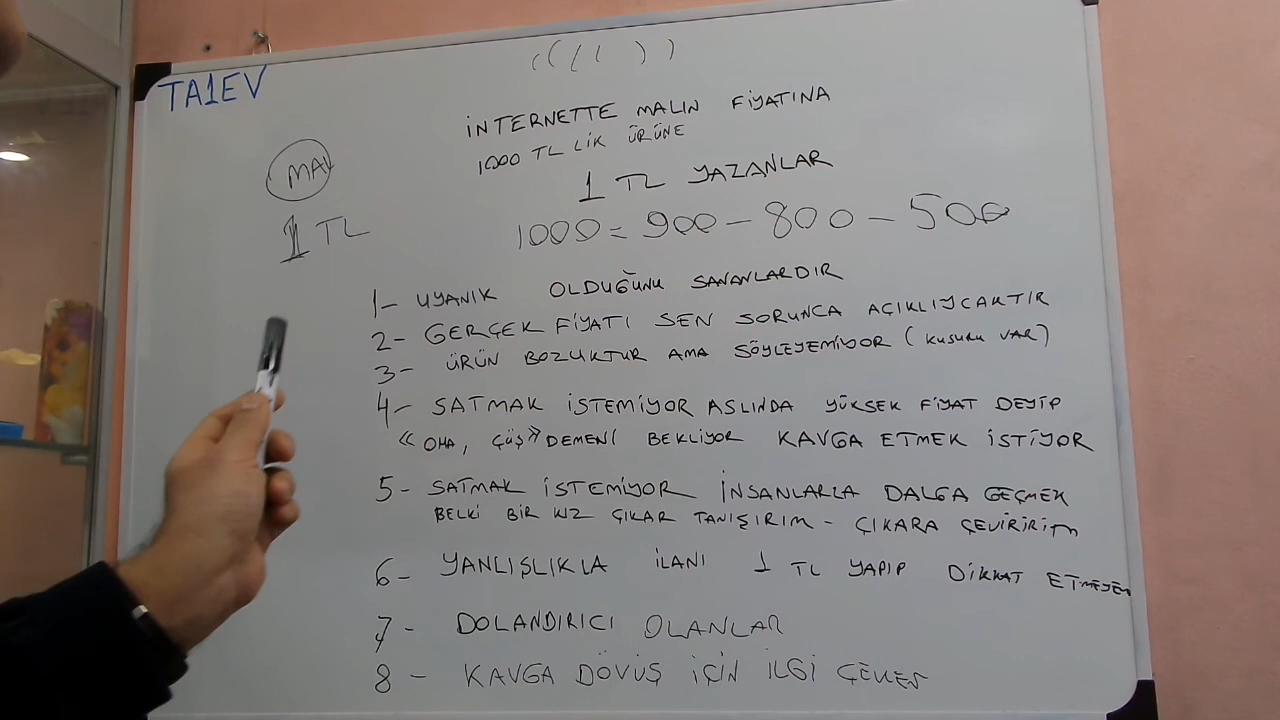 TA1EV
İNTERNETTE MALIN FİYATINA
1000 TL LİK ÜRÜNE
1 TL YAZANLAR
MAL
1 TL
1000 = 900 - 800 - 500
1- UYANIK OLDUĞUNU SANANLARDIR
2- GERÇEK FİYATI SEN SORUNCA AÇIKLIYCAKTIR
3- ÜRÜN BOZUKTUR AMA SÖYLEYEMİYOR (KUSURU VAR)
4- SATMAK İSTEMİYOR ASLINDA YÜKSEK FİYAT DEYİP
«OHA, ÇÜŞ» DEMENİ BEKLİYOR KAVGA ETMEK İSTİYOR
5- SATMAK İSTEMİYOR İNSANLARLA DALGA GEÇMEK
BELKİ BİR KIZ ÇIKAR TANIŞIRIM - ÇIKARA ÇEVİRİRİM
6- YANLIŞLIKLA İLANI 1 TL YAPIP DİKKAT ETMEYEN
7- DOLANDIRICI OLANLAR
8- KAVGA DÖVÜŞ İÇİN İLGİ ÇEKER